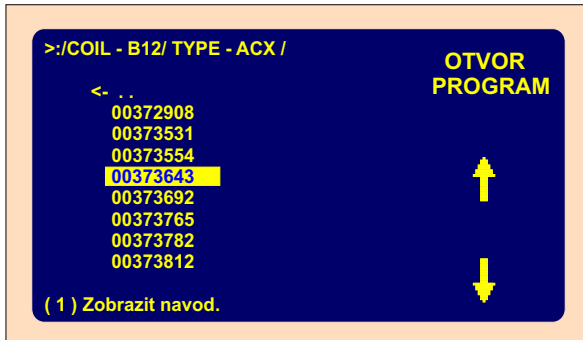 >:/COIL - B12/ TYPE - ACX /
OTVOR
PROGRAM
<- . .
00372908
00373531
00373554
00373643
00373692
00373765
00373782
00373812
( 1 ) Zobrazit navod.